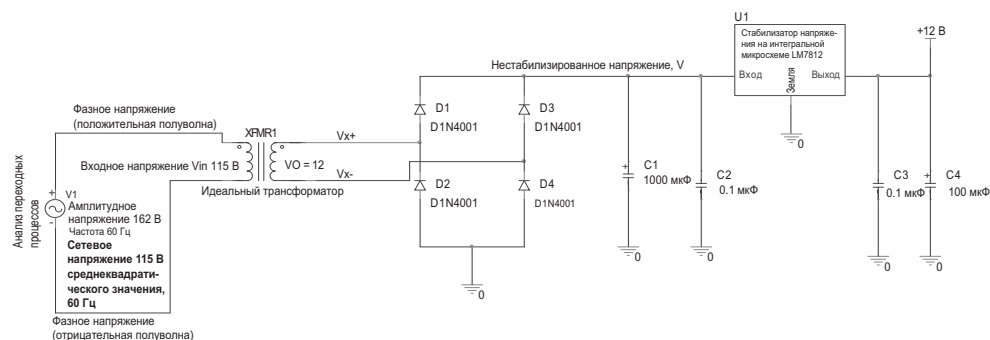 U1
Стабилизатор напряже-
ния на интегральной
микросхеме LM7812
+12 В
Нестабилизированное напряжение, V
Вход
Земля
Выход
0
Фазное напряжение
(положительная полуволна)
XFMR1
Vx+
D1
D1N4001
D3
D1N4001
Входное напряжение Vin 115 В
VO = 12
Vx-
Идеальный трансформатор
D2
D1N4001
D4
D1N4001
C1
1000 мкФ
C2
0.1 мкФ
C3
0.1 мкФ
C4
100 мкФ
+
+
+
Анализ переходных
процессов
+
-
V1
Амплитудное
напряжение 162 В
Частота 60 Гц
Сетевое
напряжение 115 В
среднеквадрати-
ческого значения,
60 Гц
0
0
0
0
0
Фазное напряжение
(отрицательная полуволна)